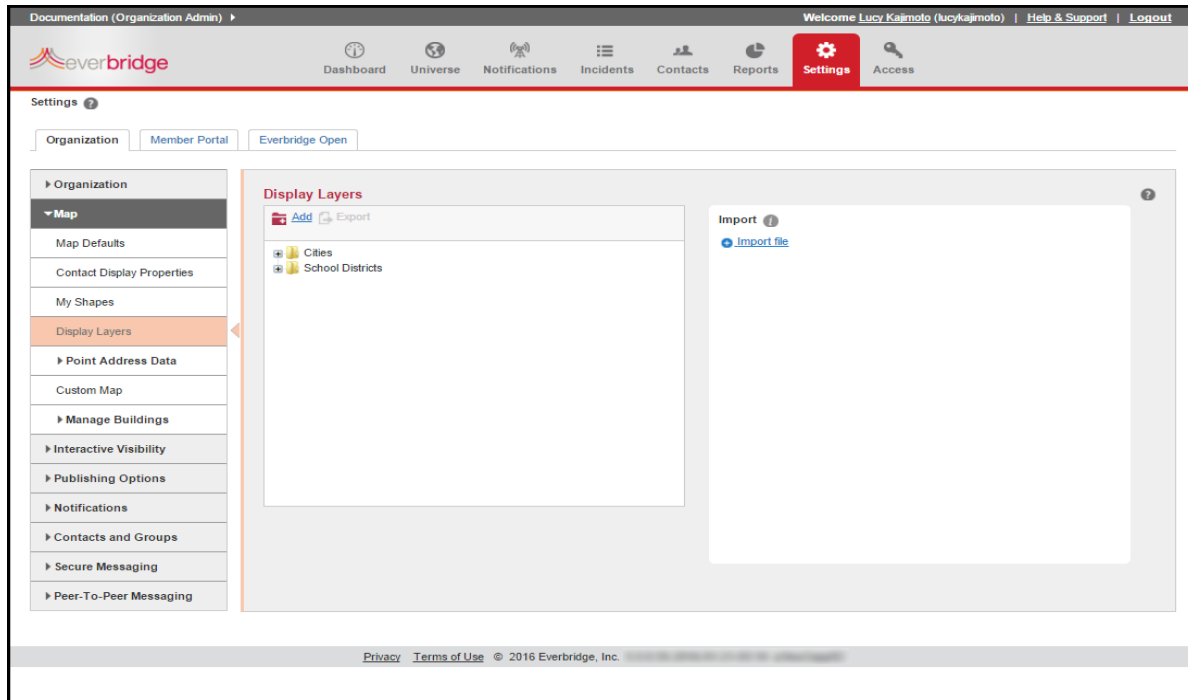 Documentation (Organization Admin)
Welcome Lucy Kajimoto (lucykajimoto) | Help & Support | Logout
everbridge
Dashboard Universe Notifications Incidents Contacts Reports Settings Access
Settings
Organization Member Portal Everbridge Open
Organization
Map
Map Defaults
Contact Display Properties
My Shapes
Display Layers
Point Address Data
Custom Map
Manage Buildings
Interactive Visibility
Publishing Options
Notifications
Contacts and Groups
Secure Messaging
Peer-To-Peer Messaging
Display Layers
Add Export
Cities
School Districts
Import
Import file
Privacy Terms of Use © 2016 Everbridge, Inc.